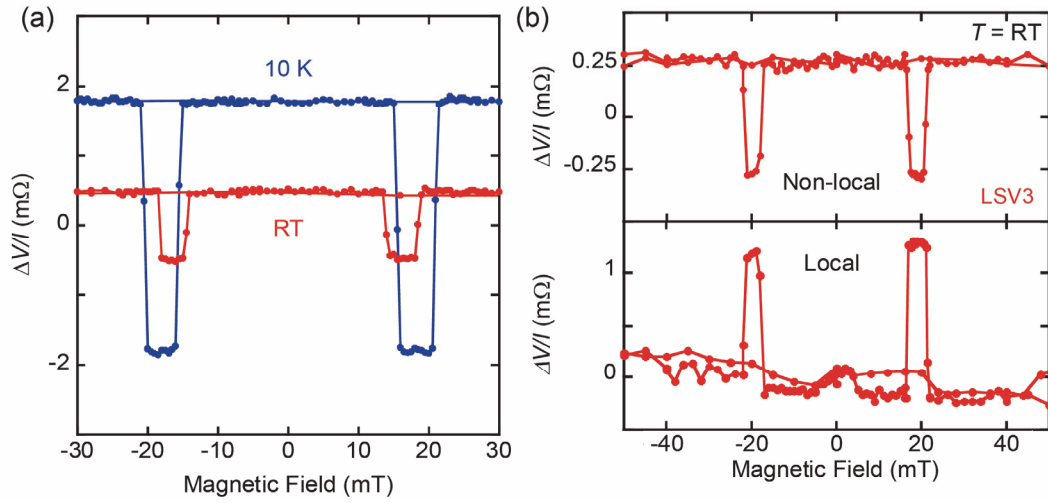 (a)
10 K
RT
2
0
-2
ΔV/I (mΩ)
-30
-20
-10
0
10
20
30
Magnetic Field (mT)
(b)
T = RT
0.25
0
-0.25
ΔV/I (mΩ)
Non-local
LSV3
Local
1
0
ΔV/I (mΩ)
-40
-20
0
20
40
Magnetic Field (mT)